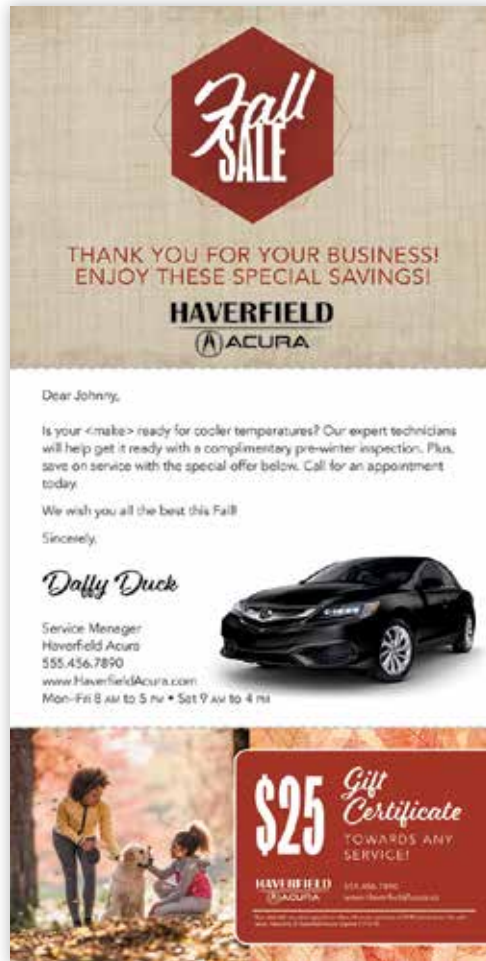 Fall
SALE
THANK YOU FOR YOUR BUSINESS!
ENJOY THESE SPECIAL SAVINGS!
HAVERFIELD
ACURA
Dear Johnny,
Is your <make> ready for cooler temperatures? Our expert technicians
will help get it ready with a complimentary pre-winter inspection. Plus,
save on service with the special offer below. Call for an appointment
today.
We wish you all the best this Fall!
Sincerely,
Daffy Duck
Service Manager
Haverfield Acura
555.456.7890
www.HaverfieldAcura.com
Mon-Fri 8 AM to 5 PM • Sat 9 AM to 4 PM
$25
Gift
Certificate
TOWARDS ANY
SERVICE!
HAVERFIELD
ACURA
555.456.7890